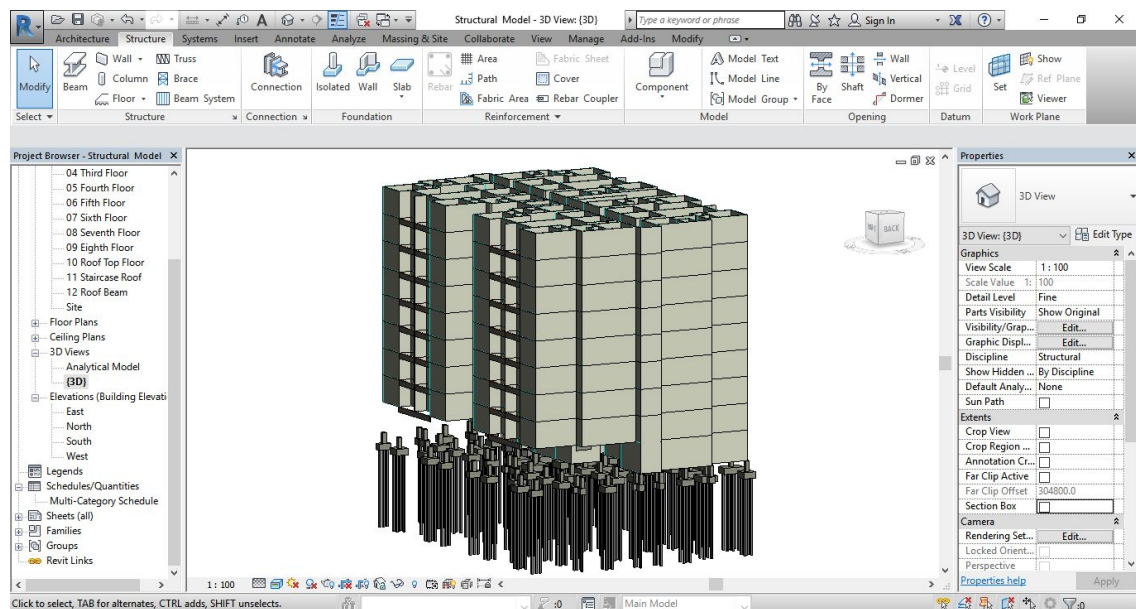 Structural Model - 3D View: {3D}
Type a keyword or phrase
Sign In
Architecture Structure Systems Insert Annotate Analyze Massing & Site Collaborate View Manage Add-Ins Modify
Modify
Beam
Wall
Truss
Column
Brace
Floor
Beam System
Connection
Isolated
Wall
Slab
Rebar
Area
Fabric Sheet
Path
Cover
Fabric Area
Rebar Coupler
Component
Model Text
Model Line
Model Group
By Face
Shaft
Wall
Vertical
Dormer
Level
Grid
Set
Show
Ref Plane
Viewer
Select
Structure
Connection
Foundation
Reinforcement
Model
Opening
Datum
Work Plane
Project Browser - Structural Model
04 Third Floor
05 Fourth Floor
06 Fifth Floor
07 Sixth Floor
08 Seventh Floor
09 Eighth Floor
10 Roof Top Floor
11 Staircase Roof
12 Roof Beam
Site
Floor Plans
Ceiling Plans
3D Views
Analytical Model
{3D}
Elevations (Building Elevati
East
North
South
West
Legends
Schedules/Quantities
Multi-Category Schedule
Sheets (all)
Families
Groups
Revit Links
BACK
Properties
3D View
3D View: {3D}
Edit Type
Graphics
View Scale 1 : 100
Scale Value 1: 100
Detail Level Fine
Parts Visibility Show Original
Visibility/Grap... Edit...
Graphic Displ... Edit...
Discipline Structural
Show Hidden ... By Discipline
Default Analy... None
Sun Path
Extents
Crop View
Crop Region ...
Annotation Cr...
Far Clip Active
Far Clip Offset 304800.0
Section Box
Camera
Rendering Set... Edit...
Locked Orient...
Perspective
Properties help
Apply
1 : 100
Click to select, TAB for alternates, CTRL adds, SHIFT unselects.
:0
Main Model
:0